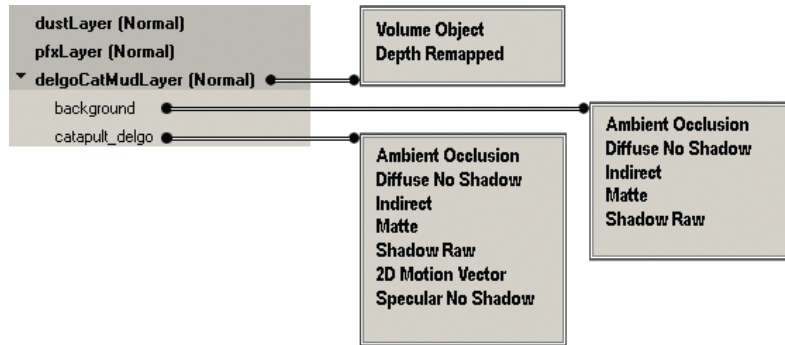 dustLayer (Normal)
pfxLayer (Normal)
delgoCatMudLayer (Normal)
background
catapult_delgo
Volume Object
Depth Remapped
Ambient Occlusion
Diffuse No Shadow
Indirect
Matte
Shadow Raw
2D Motion Vector
Specular No Shadow
Ambient Occlusion
Diffuse No Shadow
Indirect
Matte
Shadow Raw